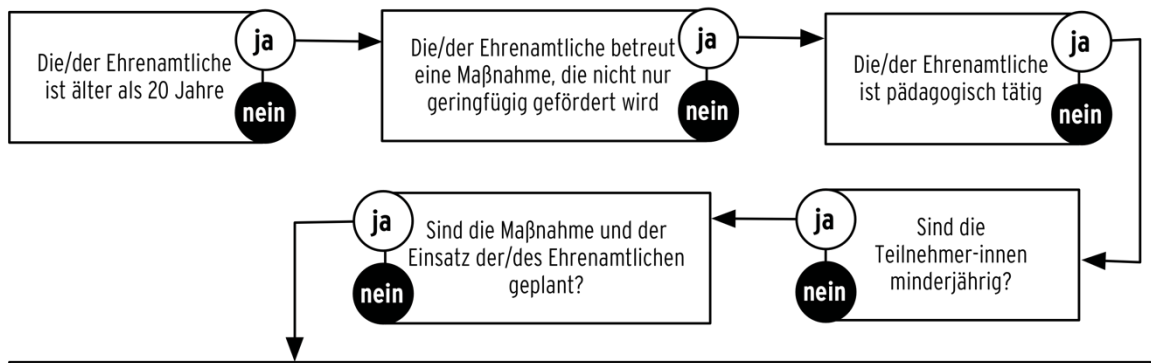 Die/der Ehrenamtliche
ist älter als 20 Jahre
ja
nein
Die/der Ehrenamtliche betreut
eine Maßnahme, die nicht nur
geringfügig gefördert wird
ja
nein
Die/der Ehrenamtliche
ist pädagogisch tätig
ja
nein
Sind die
Teilnehmer-innen
minderjährig?
ja
nein
Sind die Maßnahme und der
Einsatz der/des Ehrenamtlichen
geplant?
ja
nein